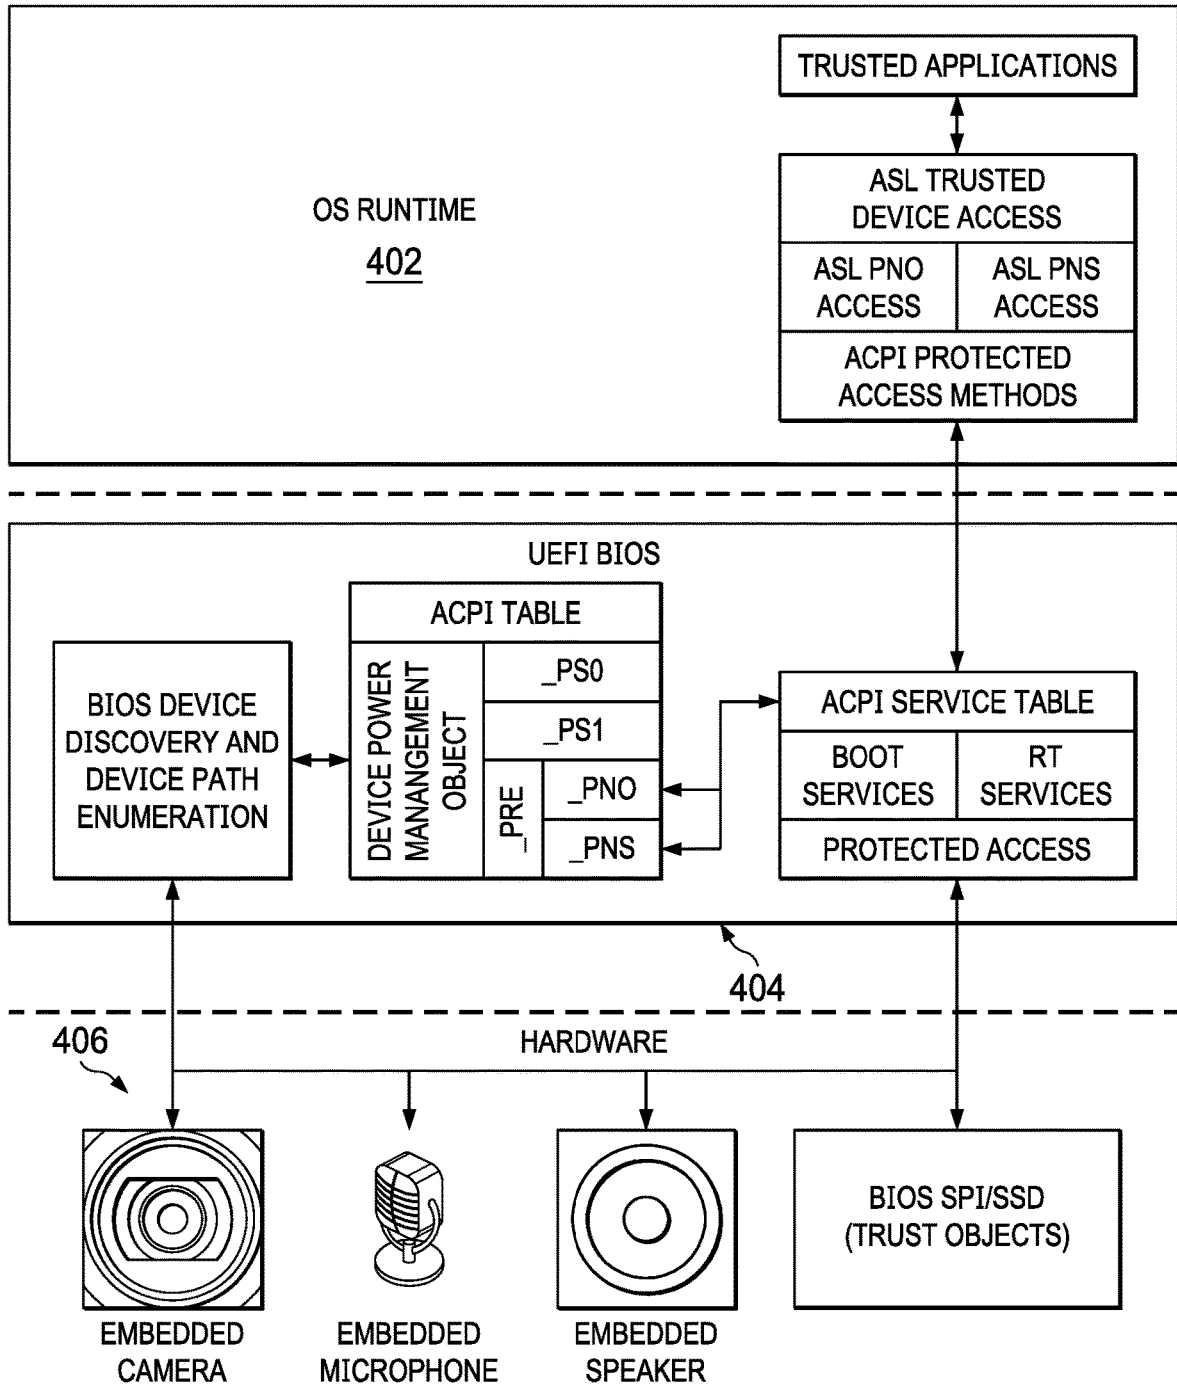 TRUSTED APPLICATIONS
ASL TRUSTED
DEVICE ACCESS
OS RUNTIME
402
ASL PNO
ACCESS
ASL PNS
ACCESS
ACPI PROTECTED
ACCESS METHODS
UEFI BIOS
ACPI TABLE
BIOS DEVICE
DISCOVERY AND
DEVICE PATH
ENUMERATION
DEVICE POWER
MANANGEMENT
OBJECT
_PS0
_PS1
_PRE
_PNO
_PNS
ACPI SERVICE TABLE
BOOT
SERVICES
RT
SERVICES
PROTECTED ACCESS
404
406
HARDWARE
BIOS SPI/SSD
(TRUST OBJECTS)
EMBEDDED
CAMERA
EMBEDDED
MICROPHONE
EMBEDDED
SPEAKER